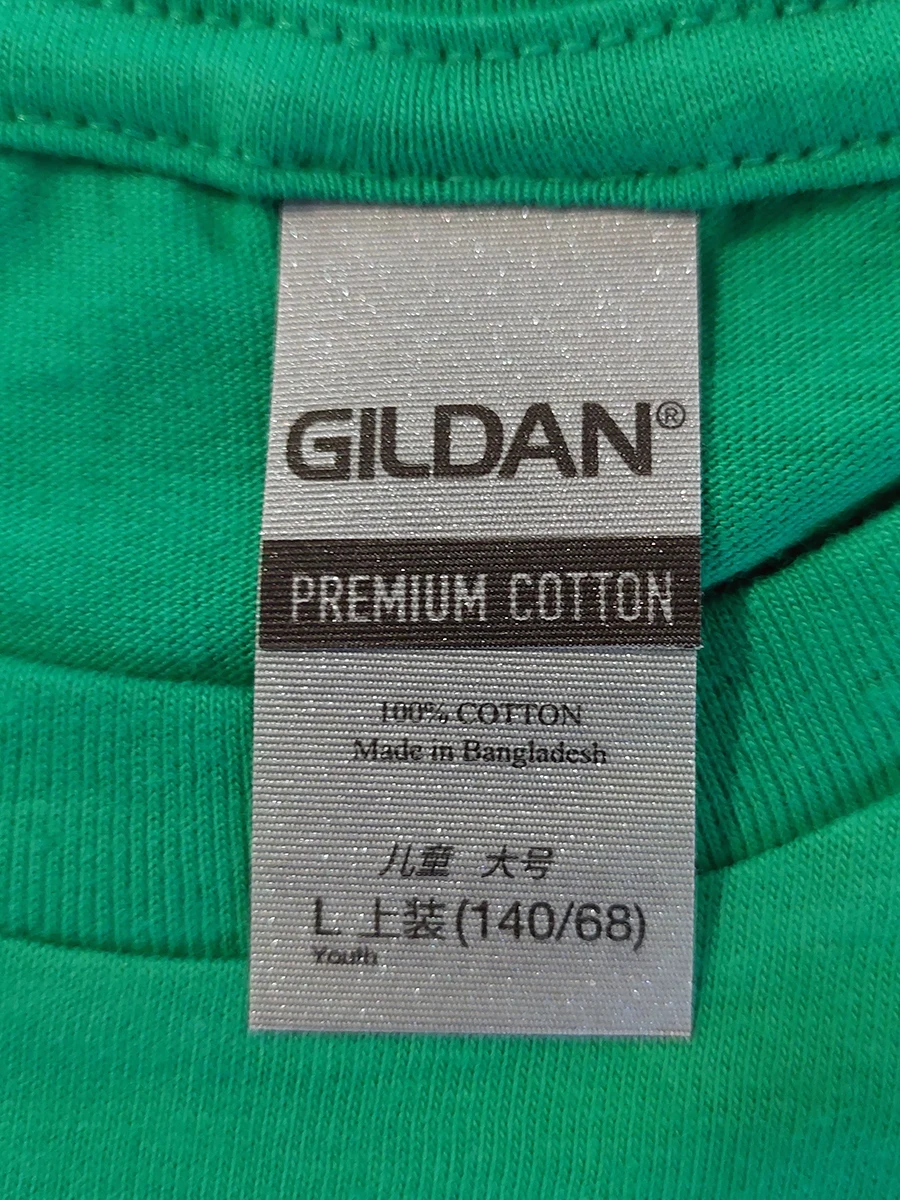 GILDAN®
PREMIUM COTTON
100% COTTON
Made in Bangladesh
儿童 大号
L 上装(140/68)
Youth